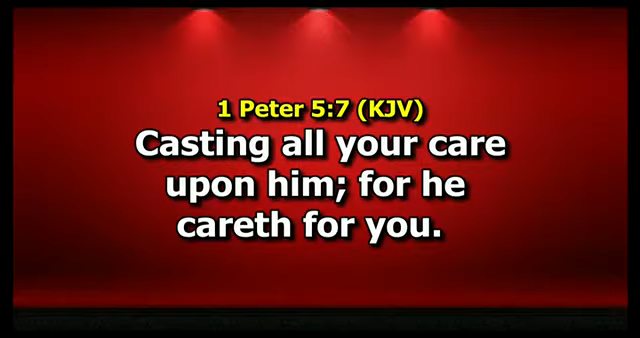 1 Peter 5:7 (KJV)
Casting all your care
upon him; for he
careth for you.